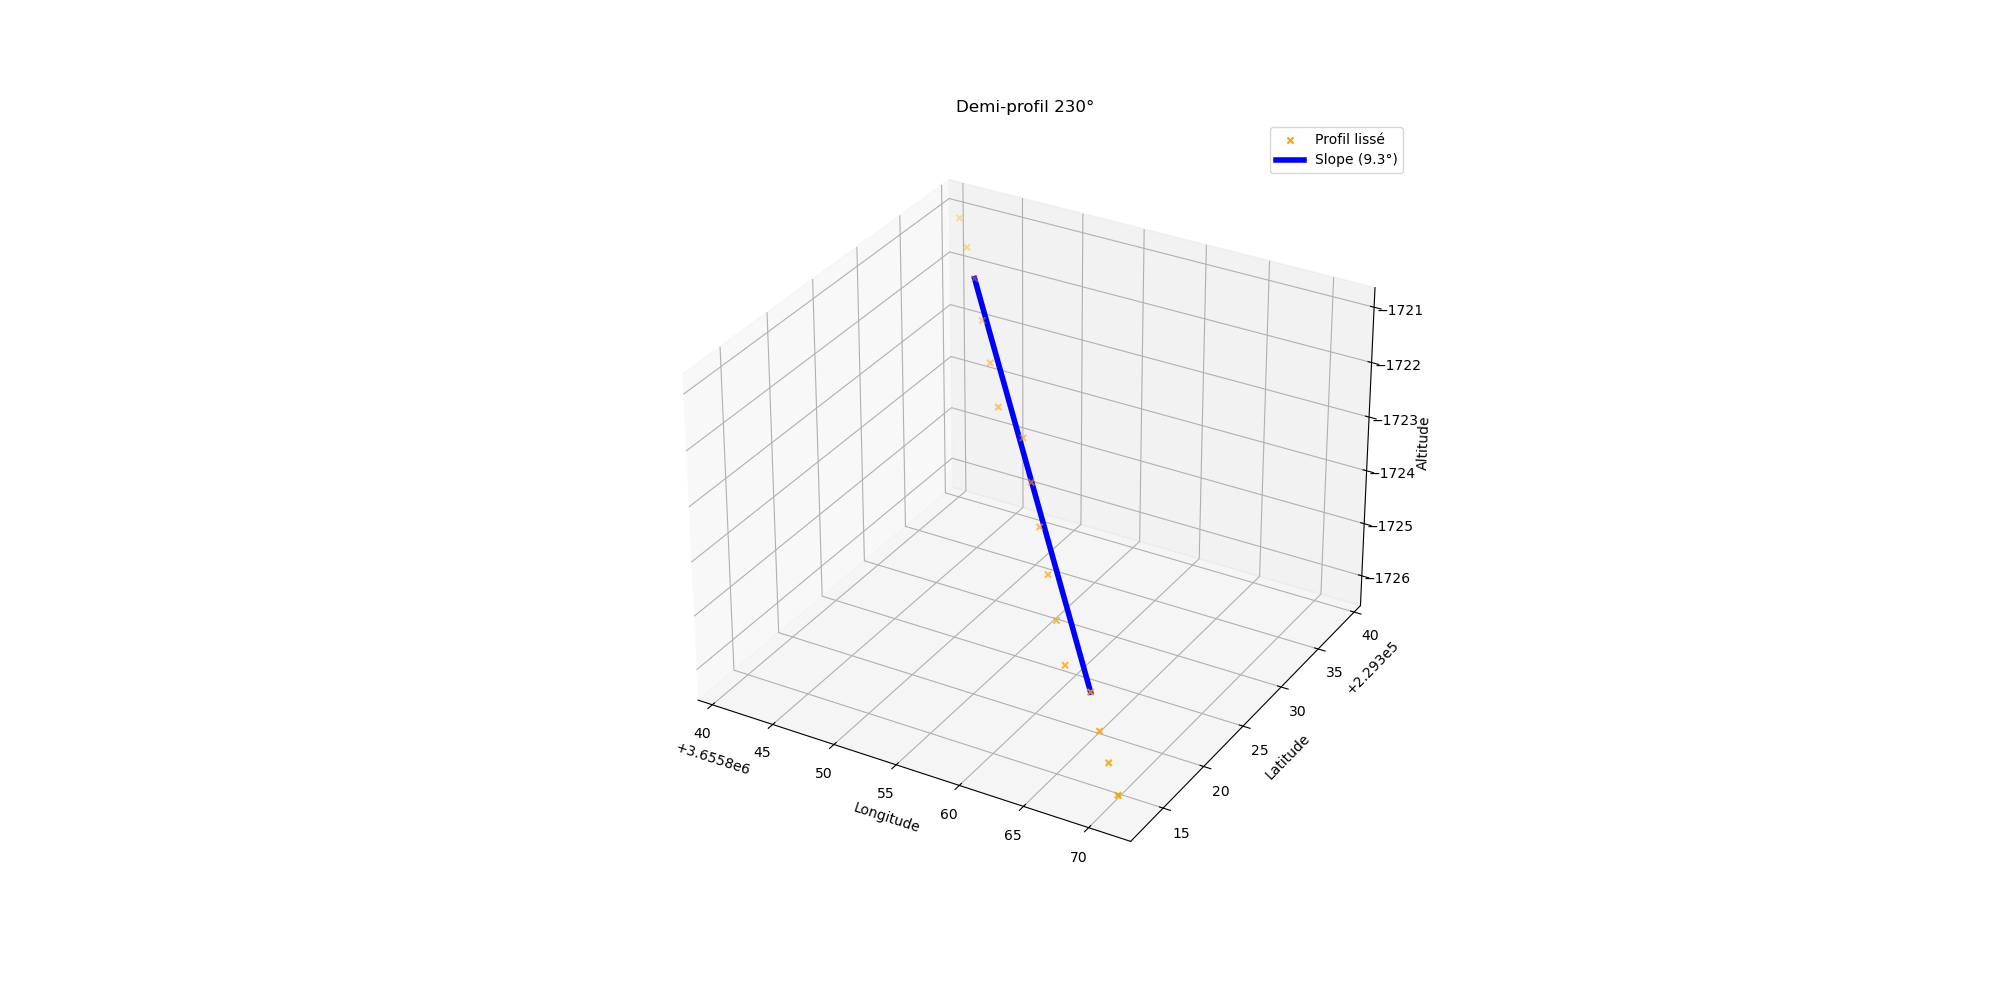 Demi-profil 230°
Profil lissé
Slope (9.3°)
−1721
−1722
−1723
−1724
−1725
−1726
Altitude
40
35
30
25
20
15
+2.293e5
Latitude
40
45
50
55
60
65
70
+3.6558e6
Longitude